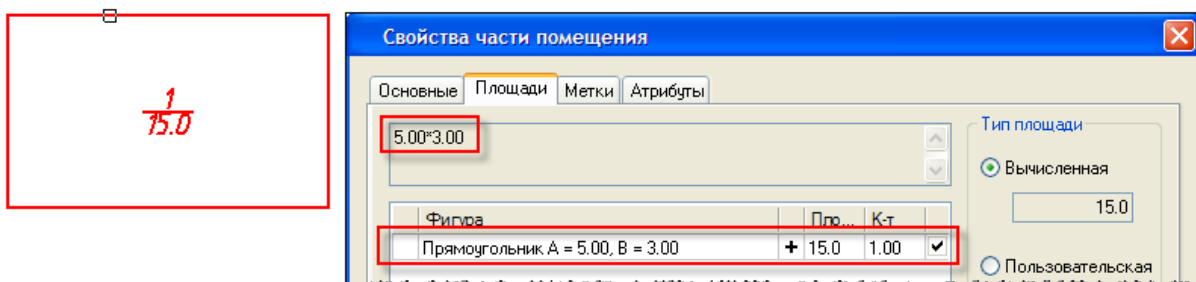 1
15.0
Свойства части помещения
Основные Площади Метки Атрибуты
5.00*3.00
Тип площади
Вычисленная
15.0
Фигура Пло... К-т
Прямоугольник A = 5.00, B = 3.00 + 15.0 1.00
Пользовательская